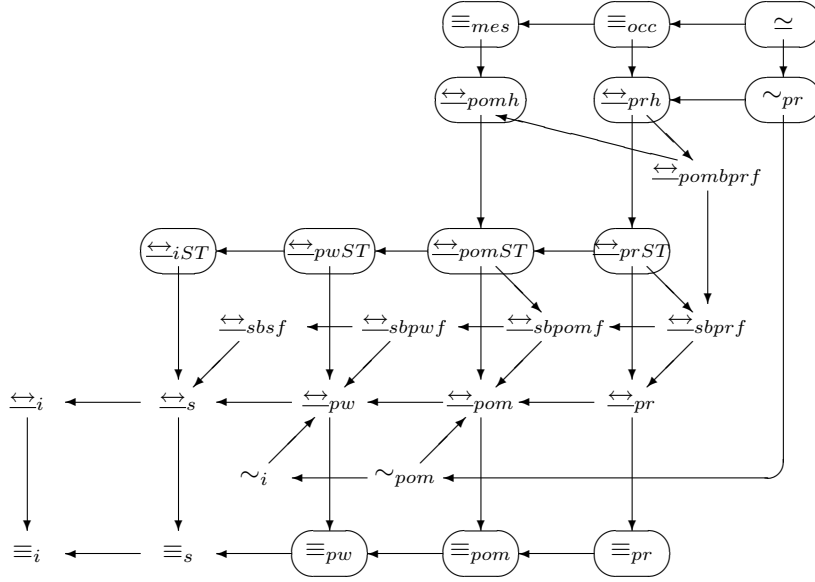 ≡mes ≡occ ≃
↔pomh ↔prh ∼pr
↔pombprf
↔iST ↔pwST ↔pomST ↔prST
↔sbsf ↔sbpwf ↔sbpomf ↔sbprf
↔i ↔s ↔pw ↔pom ↔pr
∼i ∼pom
≡i ≡s ≡pw ≡pom ≡pr